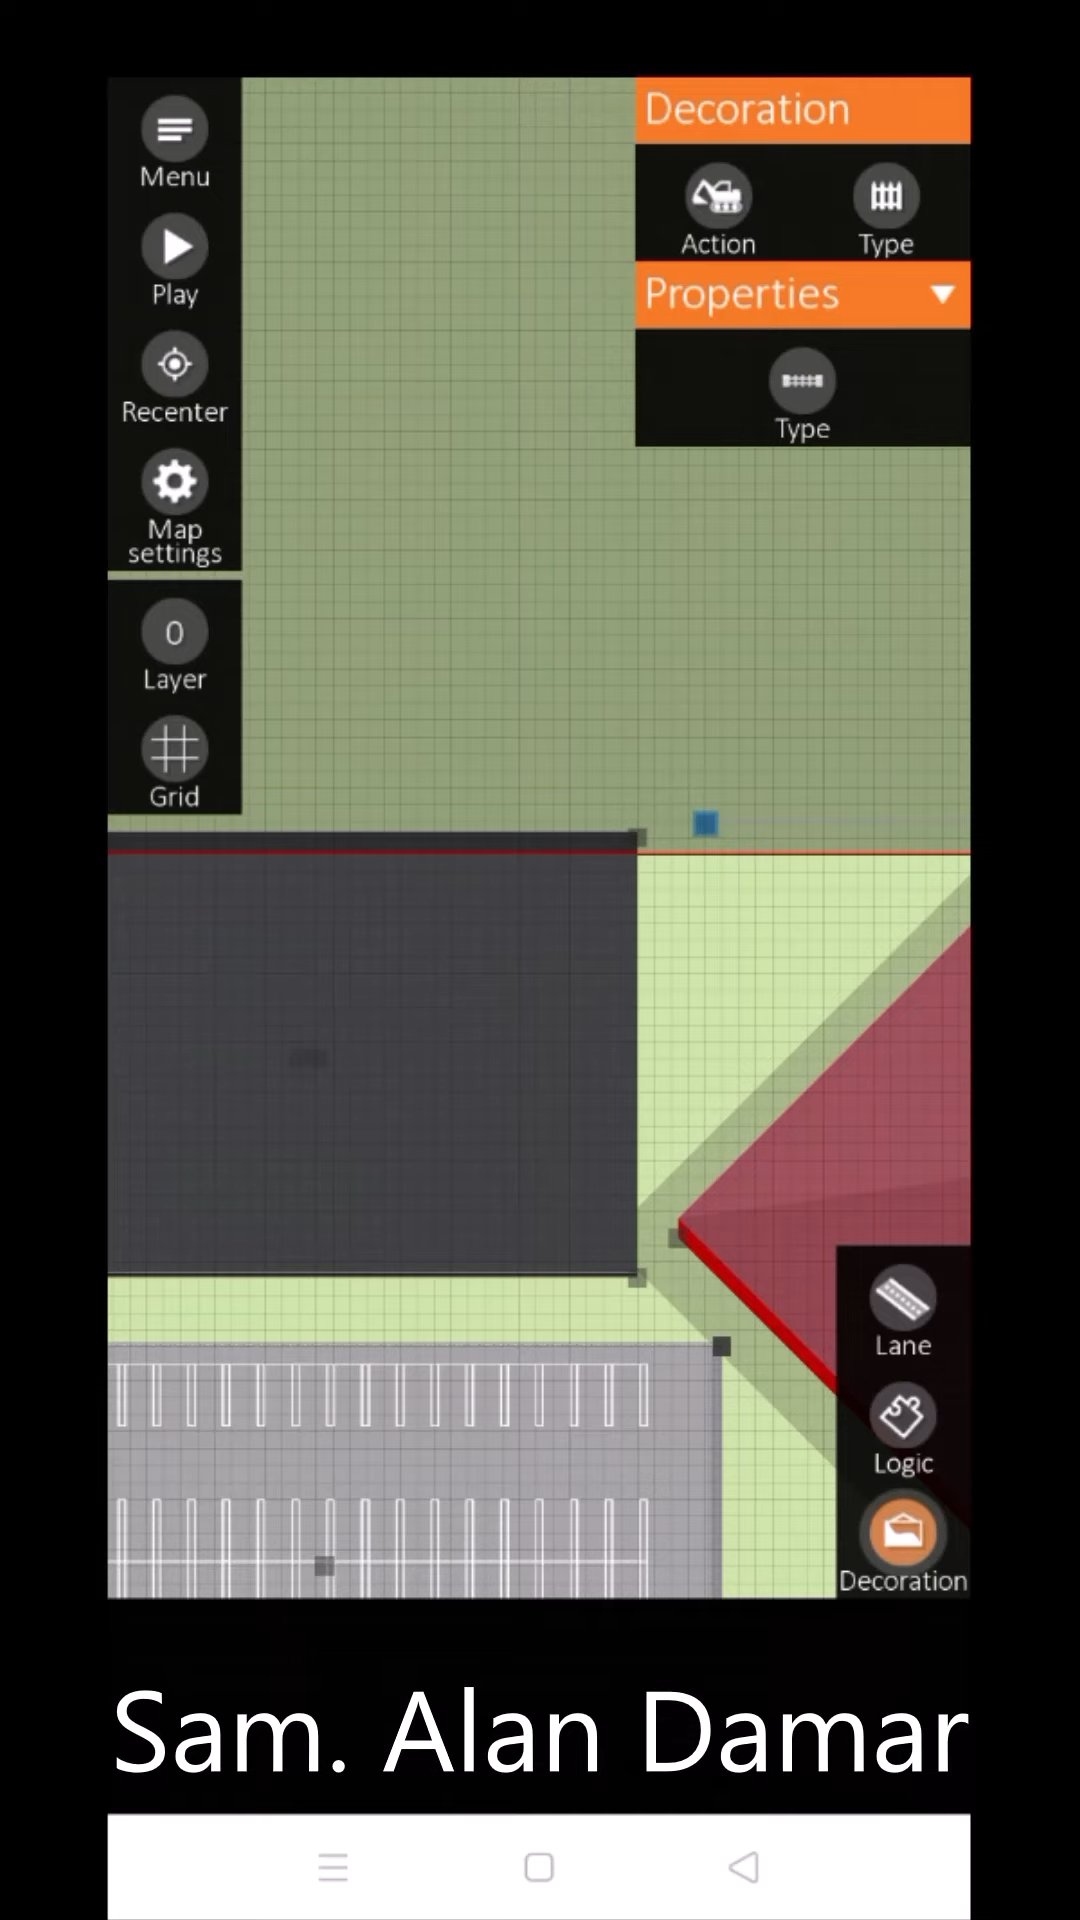 Menu
Play
Recenter
Map
settings
0
Layer
Grid
Decoration
Action
Type
Properties
Type
Lane
Logic
Decoration
Sam. Alan Damar